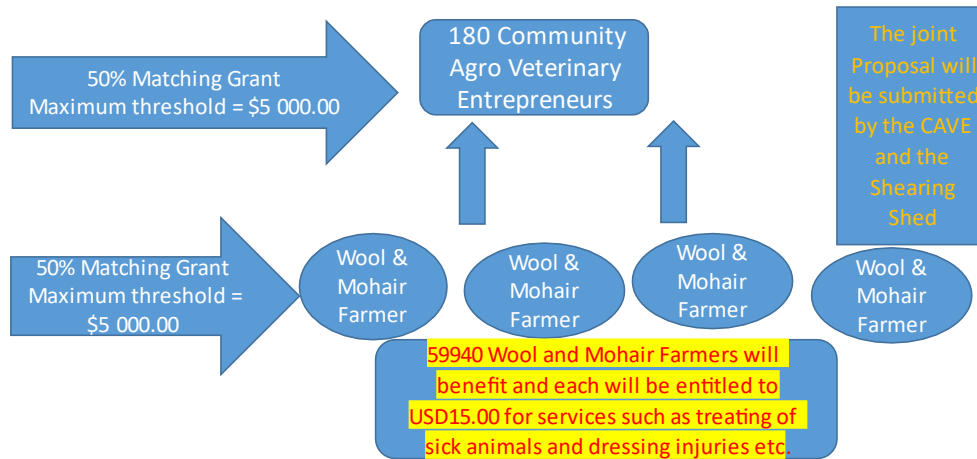 50% Matching Grant
Maximum threshold = $5 000.00
180 Community
Agro Veterinary
Entrepreneurs
The joint
Proposal will
be submitted
by the CAVE
and the
Shearing
Shed
50% Matching Grant
Maximum threshold =
$5 000.00
Wool &
Mohair
Farmer
Wool &
Mohair
Farmer
Wool &
Mohair
Farmer
Wool &
Mohair
Farmer
59940 Wool and Mohair Farmers will
benefit and each will be entitled to
USD15.00 for services such as treating of
sick animals and dressing injuries etc.